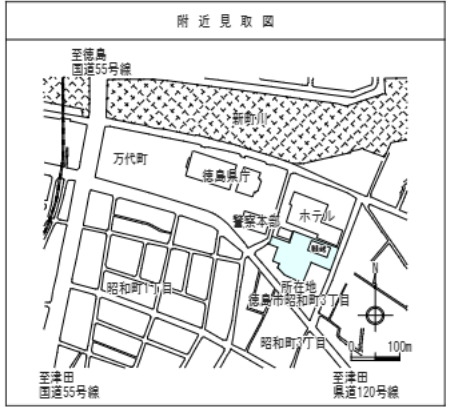 附近見取図
至徳島
国道55号線
新町川
万代町
徳島県庁
警察本部
ホテル
所在地
徳島市昭和町3丁目
昭和町1丁目
昭和町3丁目
N
0 100m
至津田
国道55号線
至津田
県道120号線